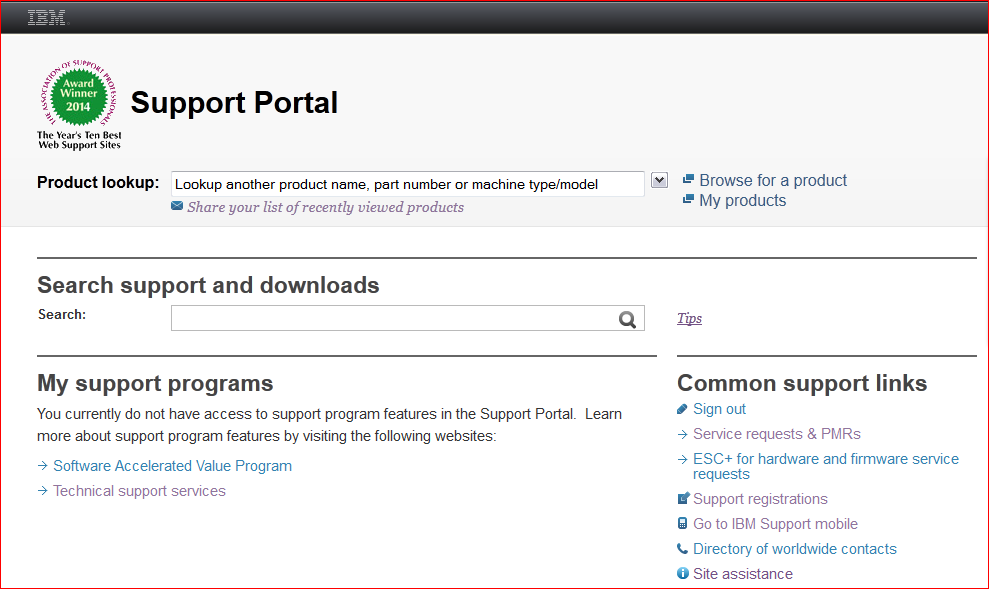 IBM
THE ASSOCIATION OF SUPPORT PROFESSIONALS
Award
Winner
2014
The Year's Ten Best
Web Support Sites
Support Portal
Product lookup:
Lookup another product name, part number or machine type/model
Share your list of recently viewed products
Browse for a product
My products
Search support and downloads
Search:
Tips
My support programs
You currently do not have access to support program features in the Support Portal.  Learn
more about support program features by visiting the following websites:
Software Accelerated Value Program
Technical support services
Common support links
Sign out
Service requests & PMRs
ESC+ for hardware and firmware service
requests
Support registrations
Go to IBM Support mobile
Directory of worldwide contacts
Site assistance